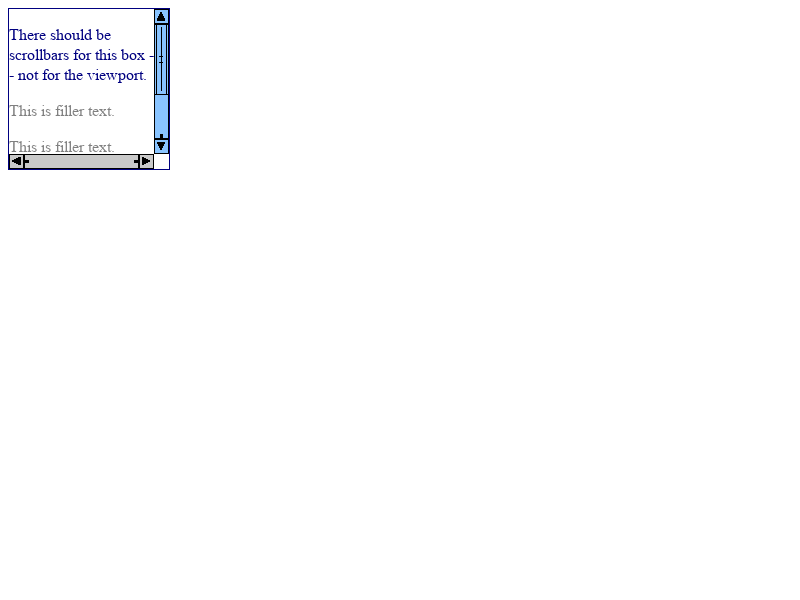 There should be
scrollbars for this box -
- not for the viewport.
This is filler text.
This is filler text.